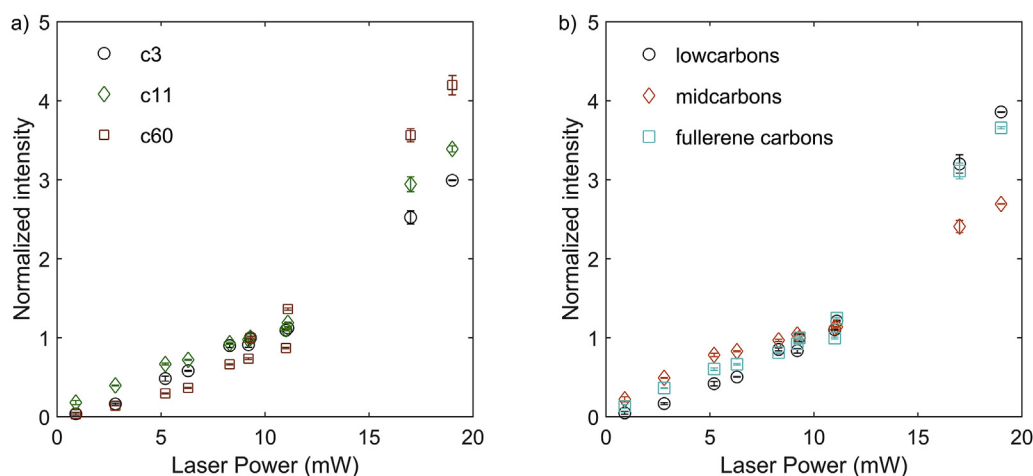 a)
c3
c11
c60
Normalized intensity
5
4
3
2
1
0
0 5 10 15 20
Laser Power (mW)
b)
lowcarbons
midcarbons
fullerene carbons
Normalized intensity
5
4
3
2
1
0
0 5 10 15 20
Laser Power (mW)